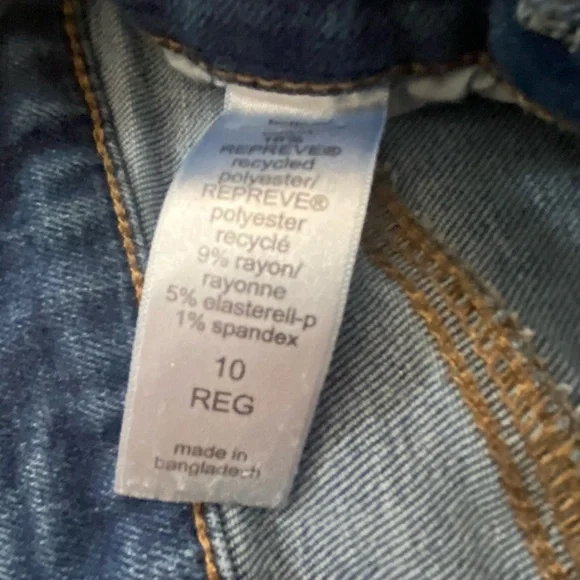 REPREVE®
recycled
polyester/
REPREVE®
polyester
recyclé
9% rayon/
rayonne
5% elasterell-p
1% spandex
10
REG
made in
bangladesh